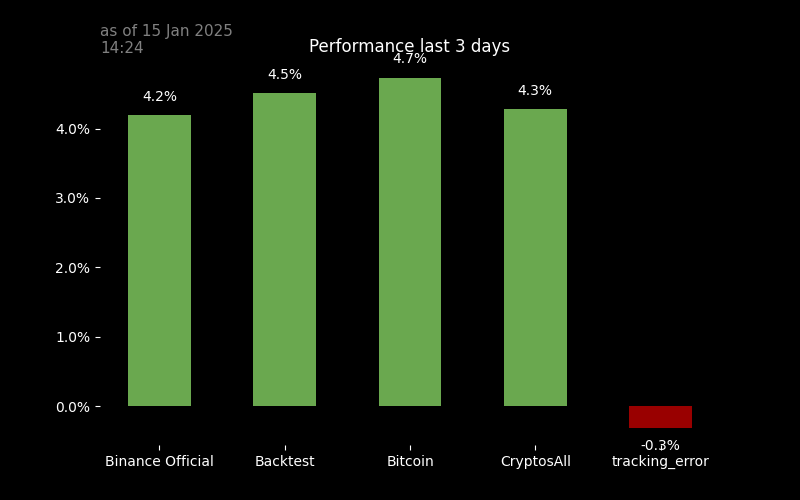 as of 15 Jan 2025
14:24
Performance last 3 days
4.2%
4.5%
4.7%
4.3%
-0.3%
4.0%
3.0%
2.0%
1.0%
0.0%
Binance Official
Backtest
Bitcoin
CryptosAll
tracking_error